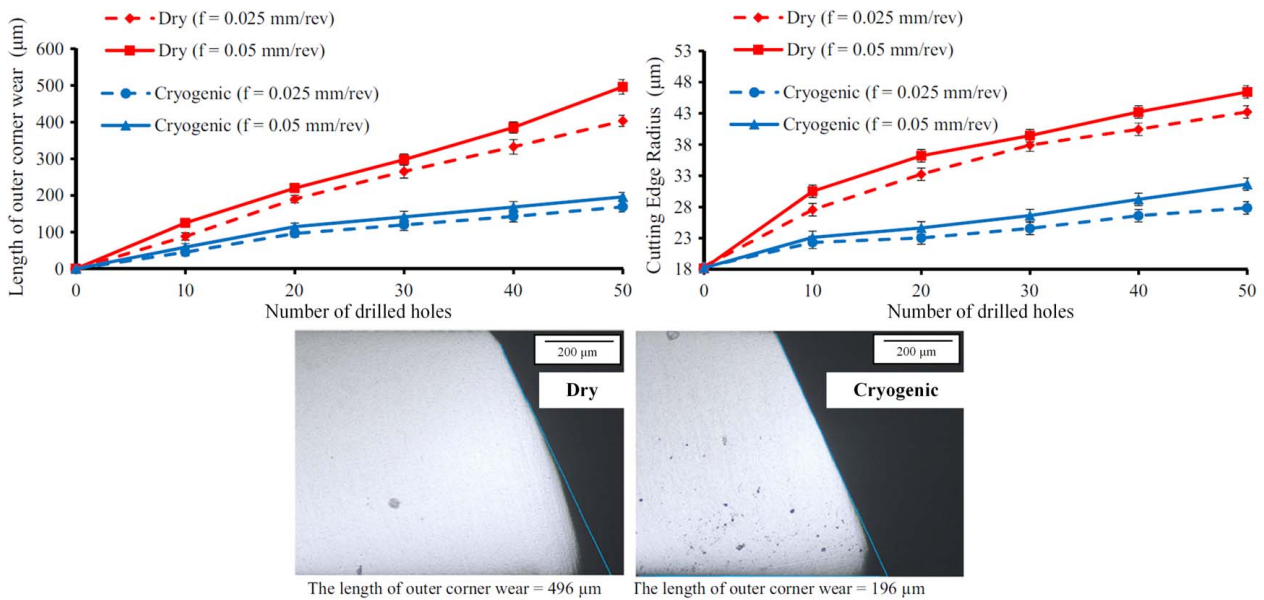 Dry (f = 0.025 mm/rev)
Dry (f = 0.05 mm/rev)
Cryogenic (f = 0.025 mm/rev)
Cryogenic (f = 0.05 mm/rev)
Length of outer corner wear (µm)
600
500
400
300
200
100
0
0 10 20 30 40 50
Number of drilled holes
Dry (f = 0.025 mm/rev)
Dry (f = 0.05 mm/rev)
Cryogenic (f = 0.025 mm/rev)
Cryogenic (f = 0.05 mm/rev)
Cutting Edge Radius (µm)
53
48
43
38
33
28
23
18
0 10 20 30 40 50
Number of drilled holes
200 µm
Dry
The length of outer corner wear = 496 µm
200 µm
Cryogenic
The length of outer corner wear = 196 µm